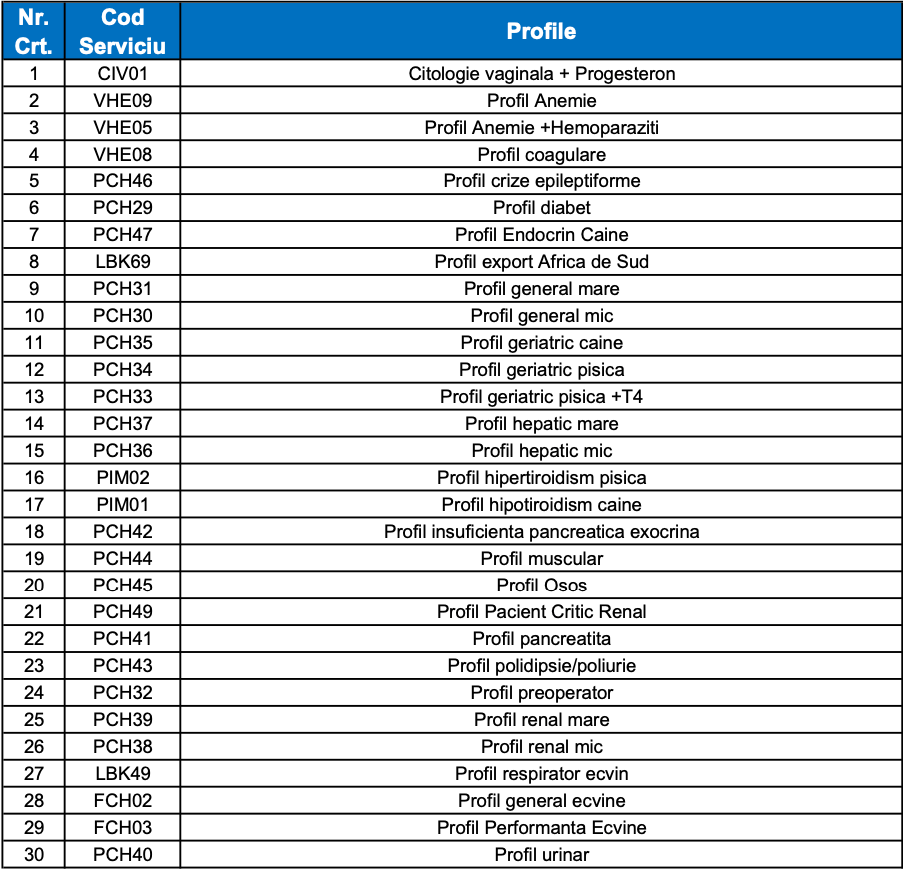 Nr. Crt. Cod Serviciu Profile
1 CIV01 Citologie vaginala + Progesteron
2 VHE09 Profil Anemie
3 VHE05 Profil Anemie +Hemoparaziti
4 VHE08 Profil coagulare
5 PCH46 Profil crize epileptiforme
6 PCH29 Profil diabet
7 PCH47 Profil Endocrin Caine
8 LBK69 Profil export Africa de Sud
9 PCH31 Profil general mare
10 PCH30 Profil general mic
11 PCH35 Profil geriatric caine
12 PCH34 Profil geriatric pisica
13 PCH33 Profil geriatric pisica +T4
14 PCH37 Profil hepatic mare
15 PCH36 Profil hepatic mic
16 PIM02 Profil hipertiroidism pisica
17 PIM01 Profil hipotiroidism caine
18 PCH42 Profil insuficienta pancreatica exocrina
19 PCH44 Profil muscular
20 PCH45 Profil Osos
21 PCH49 Profil Pacient Critic Renal
22 PCH41 Profil pancreatita
23 PCH43 Profil polidipsie/poliurie
24 PCH32 Profil preoperator
25 PCH39 Profil renal mare
26 PCH38 Profil renal mic
27 LBK49 Profil respirator ecvin
28 FCH02 Profil general ecvine
29 FCH03 Profil Performanta Ecvine
30 PCH40 Profil urinar